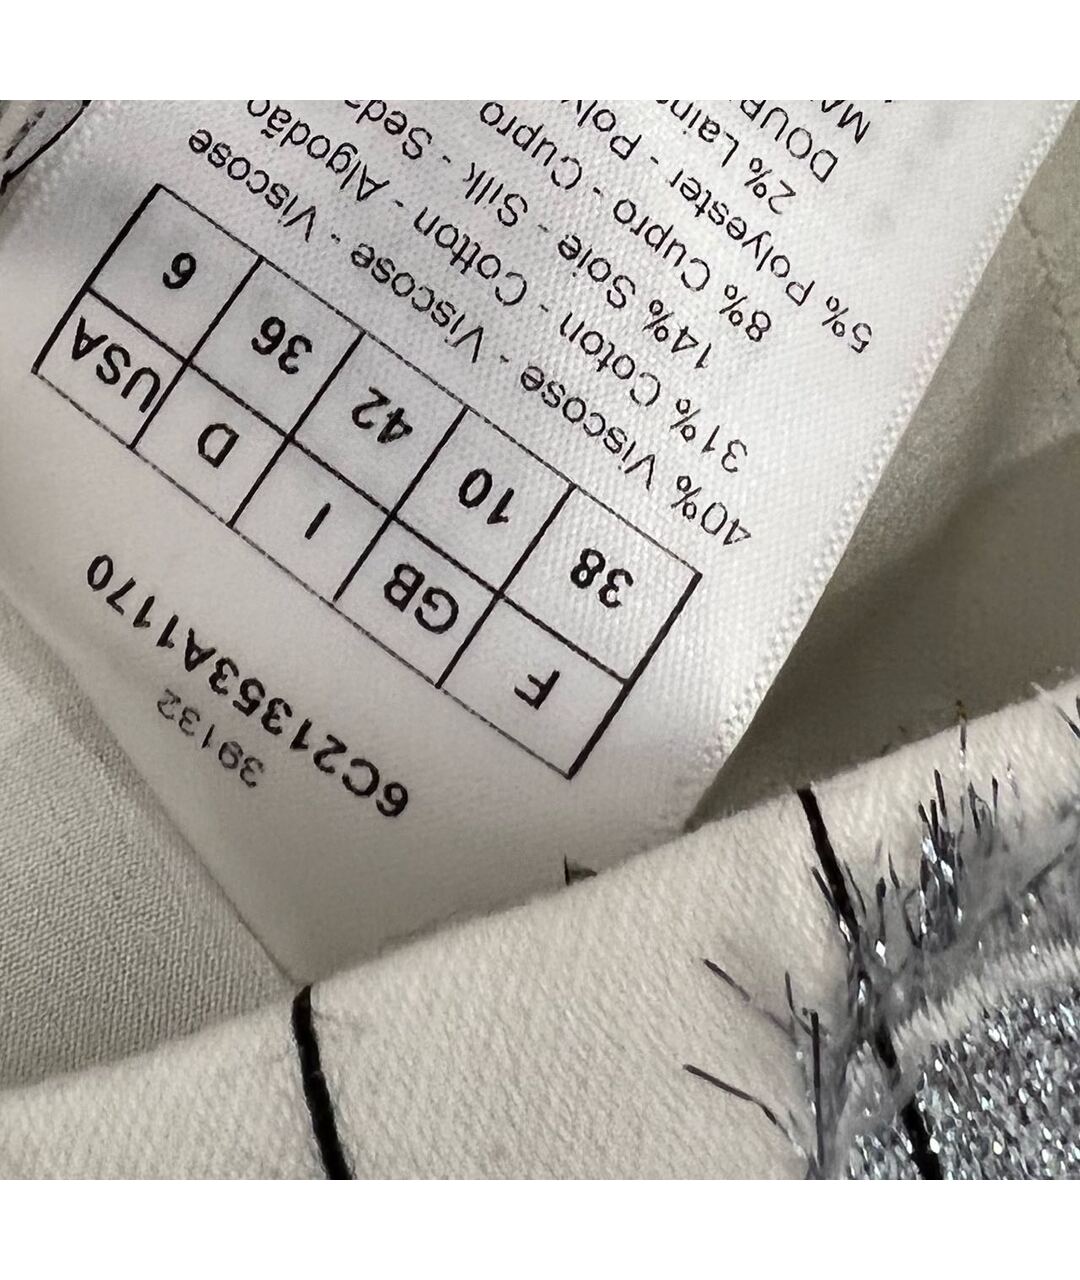 39132
6C21353A1170
F GB I D USA
38 10 42 36 6
40% Viscose - Viscose - Viscose
31% Coton - Cotton - Algodão
14% Soie - Silk - Seda
8% Cupro - Cupro
5% Polyester - Poly
2% Laine
DOUB
MA